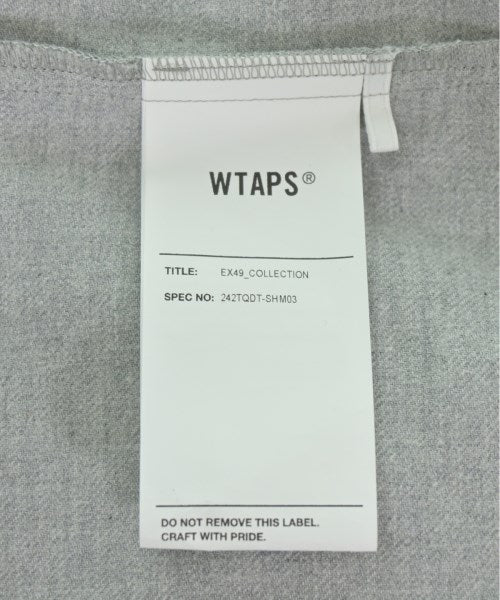 WTAPS®
TITLE: EX49_COLLECTION
SPEC NO: 242TQDT-SHM03
DO NOT REMOVE THIS LABEL.
CRAFT WITH PRIDE.